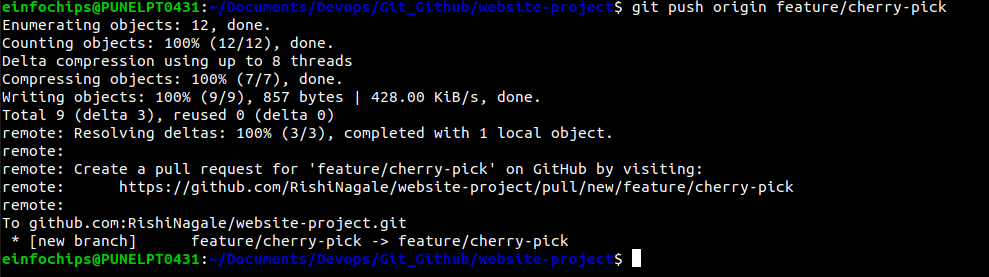 einfochips@PUNELPT0431:~/Documents/Devops/Git_Github/website-project$ git push origin feature/cherry-pick
Enumerating objects: 12, done.
Counting objects: 100% (12/12), done.
Delta compression using up to 8 threads
Compressing objects: 100% (7/7), done.
Writing objects: 100% (9/9), 857 bytes | 428.00 KiB/s, done.
Total 9 (delta 3), reused 0 (delta 0)
remote: Resolving deltas: 100% (3/3), completed with 1 local object.
remote:
remote: Create a pull request for 'feature/cherry-pick' on GitHub by visiting:
remote:      https://github.com/RishiNagale/website-project/pull/new/feature/cherry-pick
remote:
To github.com:RishiNagale/website-project.git
 * [new branch]      feature/cherry-pick -> feature/cherry-pick
einfochips@PUNELPT0431:~/Documents/Devops/Git_Github/website-project$